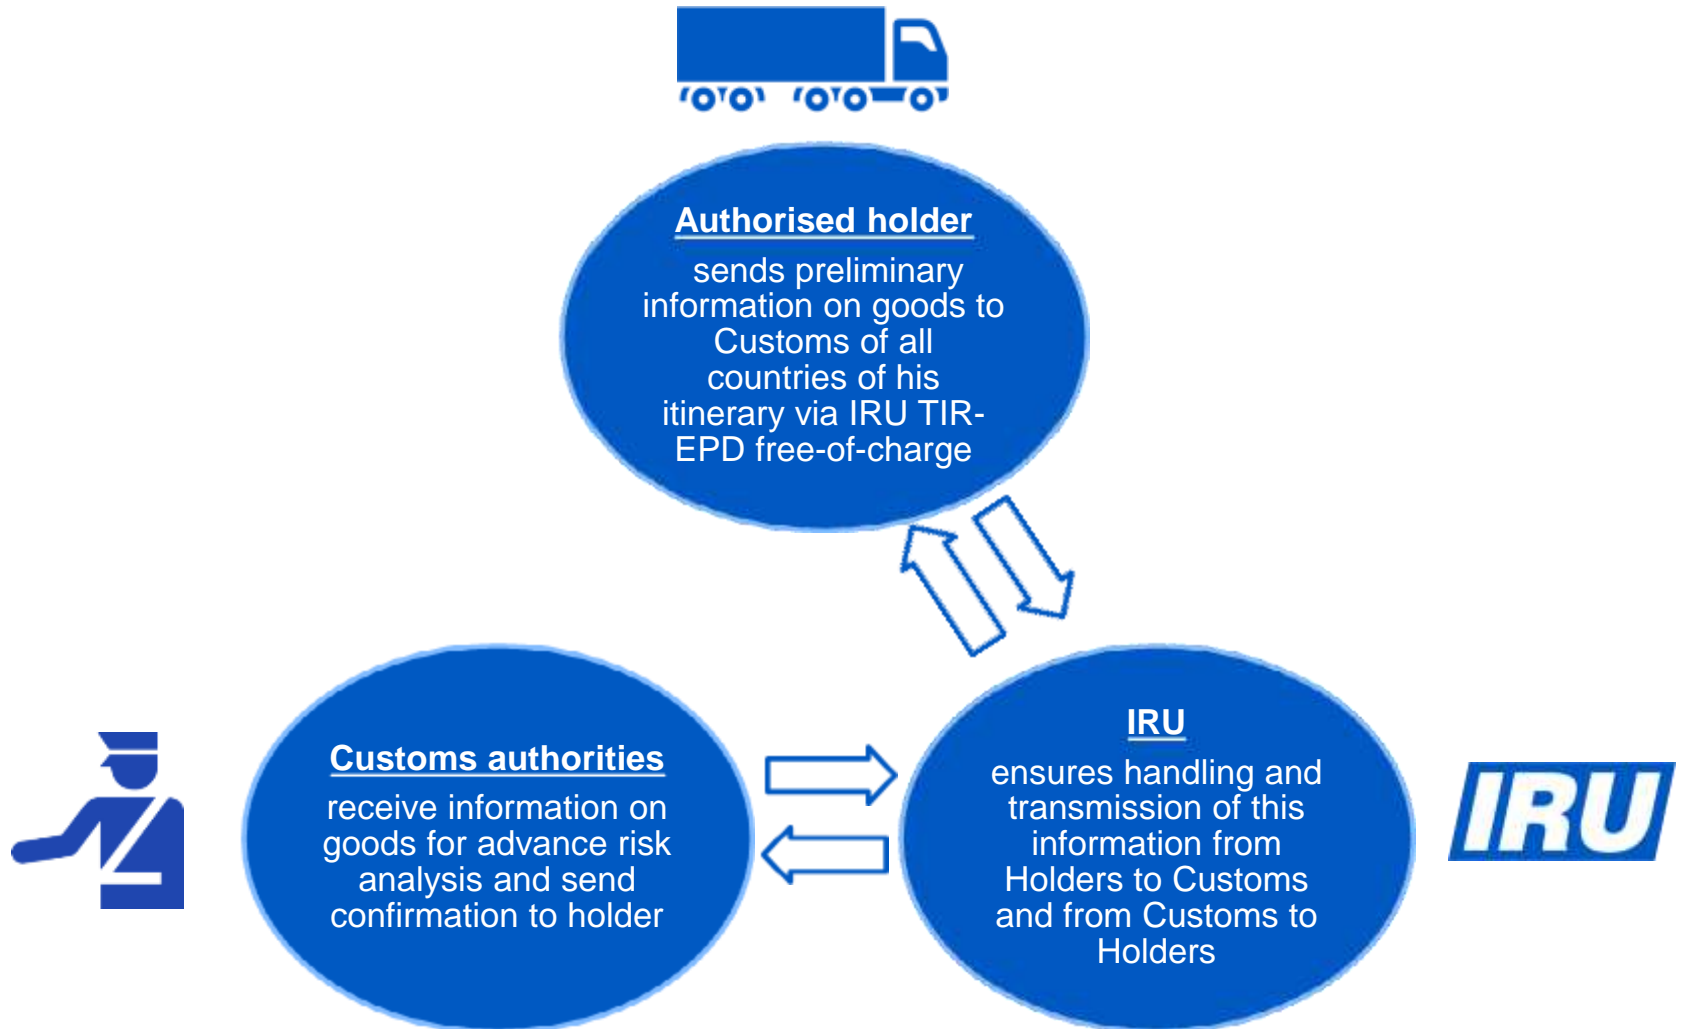 Authorised holder
sends preliminary
information on goods to
Customs of all
countries of his
itinerary via IRU TIR-
EPD free-of-charge
Customs authorities
receive information on
goods for advance risk
analysis and send
confirmation to holder
IRU
ensures handling and
transmission of this
information from
Holders to Customs
and from Customs to
Holders
IRU